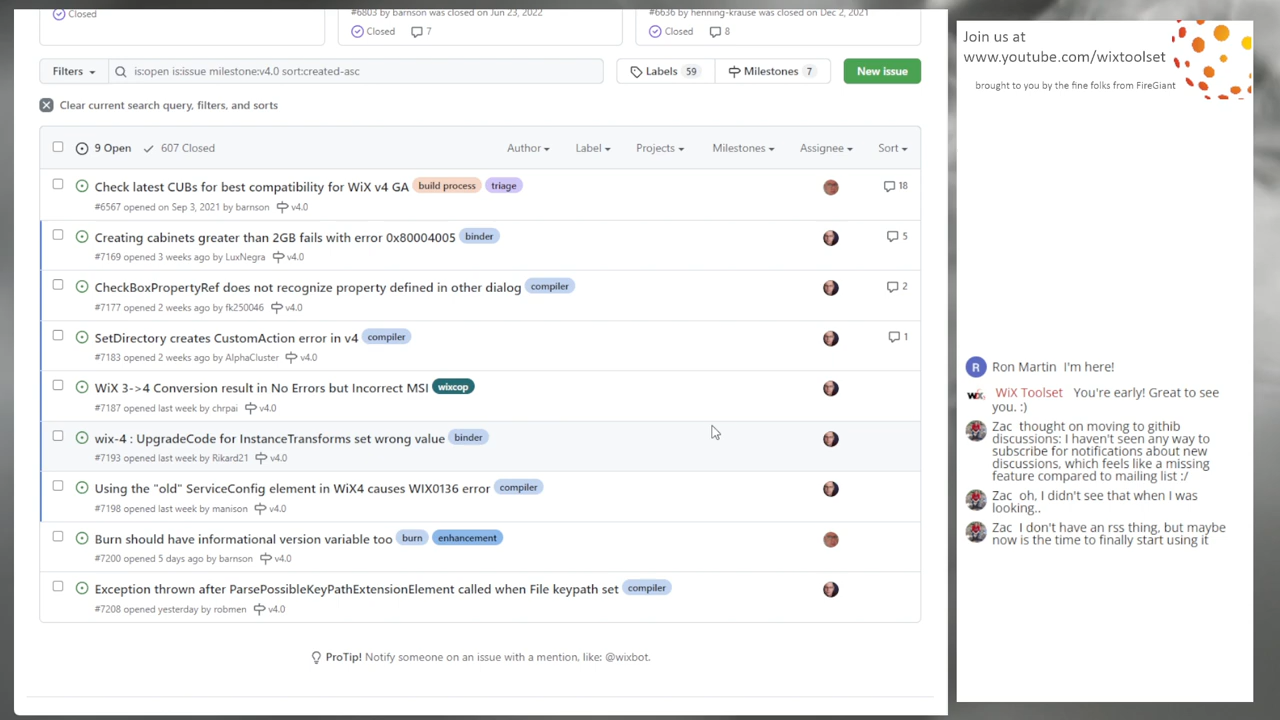 #6803 by barnson was closed on Jun 23, 2022
#6636 by henning-krause was closed on Dec 2, 2021
Closed
Closed 7
Closed 8
Filters is:open is:issue milestone:v4.0 sort:created-asc Labels 59 Milestones 7 New issue
Clear current search query, filters, and sorts
9 Open 607 Closed Author Label Projects Milestones Assignee Sort
Check latest CUBs for best compatibility for WiX v4 GA build process triage 18
#6567 opened on Sep 3, 2021 by barnson v4.0
Creating cabinets greater than 2GB fails with error 0x80004005 binder 5
#7169 opened 3 weeks ago by LuxNegra v4.0
CheckBoxPropertyRef does not recognize property defined in other dialog compiler 2
#7177 opened 2 weeks ago by fk250046 v4.0
SetDirectory creates CustomAction error in v4 compiler 1
#7183 opened 2 weeks ago by AlphaCluster v4.0
WiX 3->4 Conversion result in No Errors but Incorrect MSI wixcop
#7187 opened last week by chrpai v4.0
wix-4 : UpgradeCode for InstanceTransforms set wrong value binder
#7193 opened last week by Rikard21 v4.0
Using the "old" ServiceConfig element in WiX4 causes WIX0136 error compiler
#7198 opened last week by manison v4.0
Burn should have informational version variable too burn enhancement
#7200 opened 5 days ago by barnson v4.0
Exception thrown after ParsePossibleKeyPathExtensionElement called when File keypath set compiler
#7208 opened yesterday by robmen v4.0
ProTip! Notify someone on an issue with a mention, like: @wixbot.
Join us at
www.youtube.com/wixtoolset
brought to you by the fine folks from FireGiant
R Ron Martin I'm here!
WiX WiX Toolset You're early! Great to see
you. :)
Zac thought on moving to githib
discussions: I haven't seen any way to
subscribe for notifications about new
discussions, which feels like a missing
feature compared to mailing list :/
Zac oh, I didn't see that when I was
looking..
Zac I don't have an rss thing, but maybe
now is the time to finally start using it